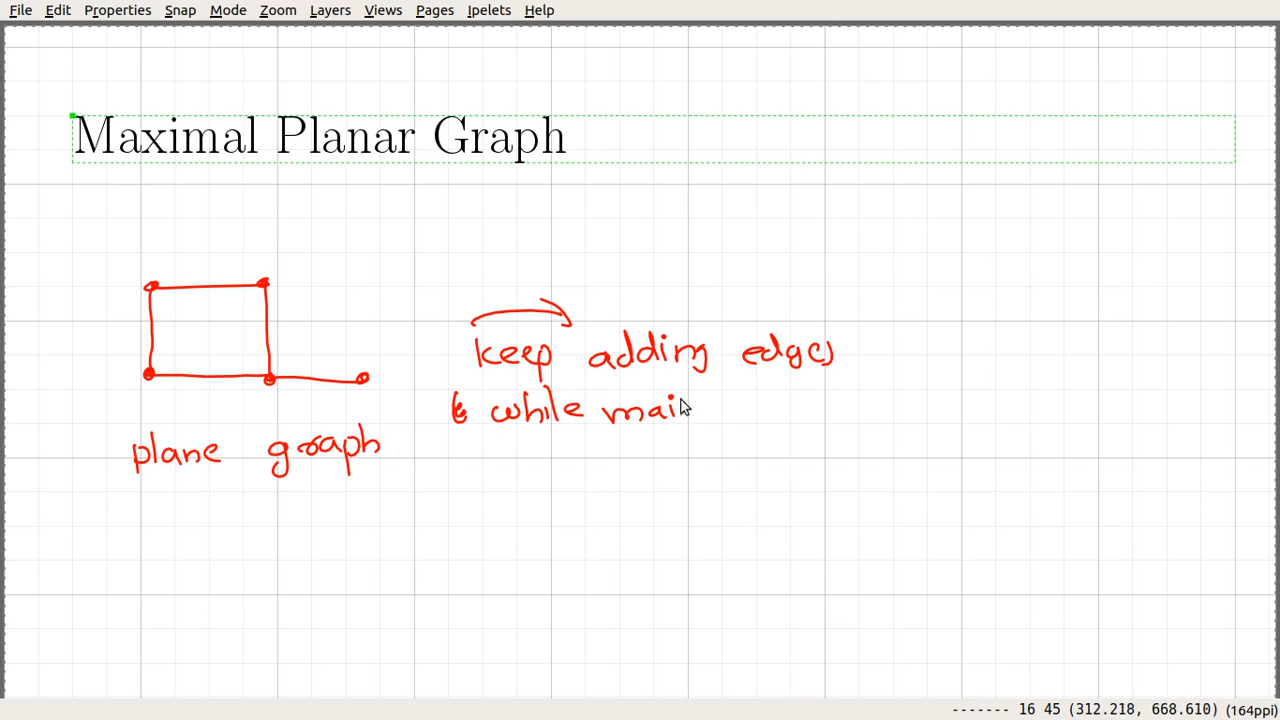 File Edit Properties Snap Mode Zoom Layers Views Pages Ipelets Help
Maximal Planar Graph
keep adding edges
while mai
plane graph
------- 16 45 (312.218, 668.610) (164ppi)